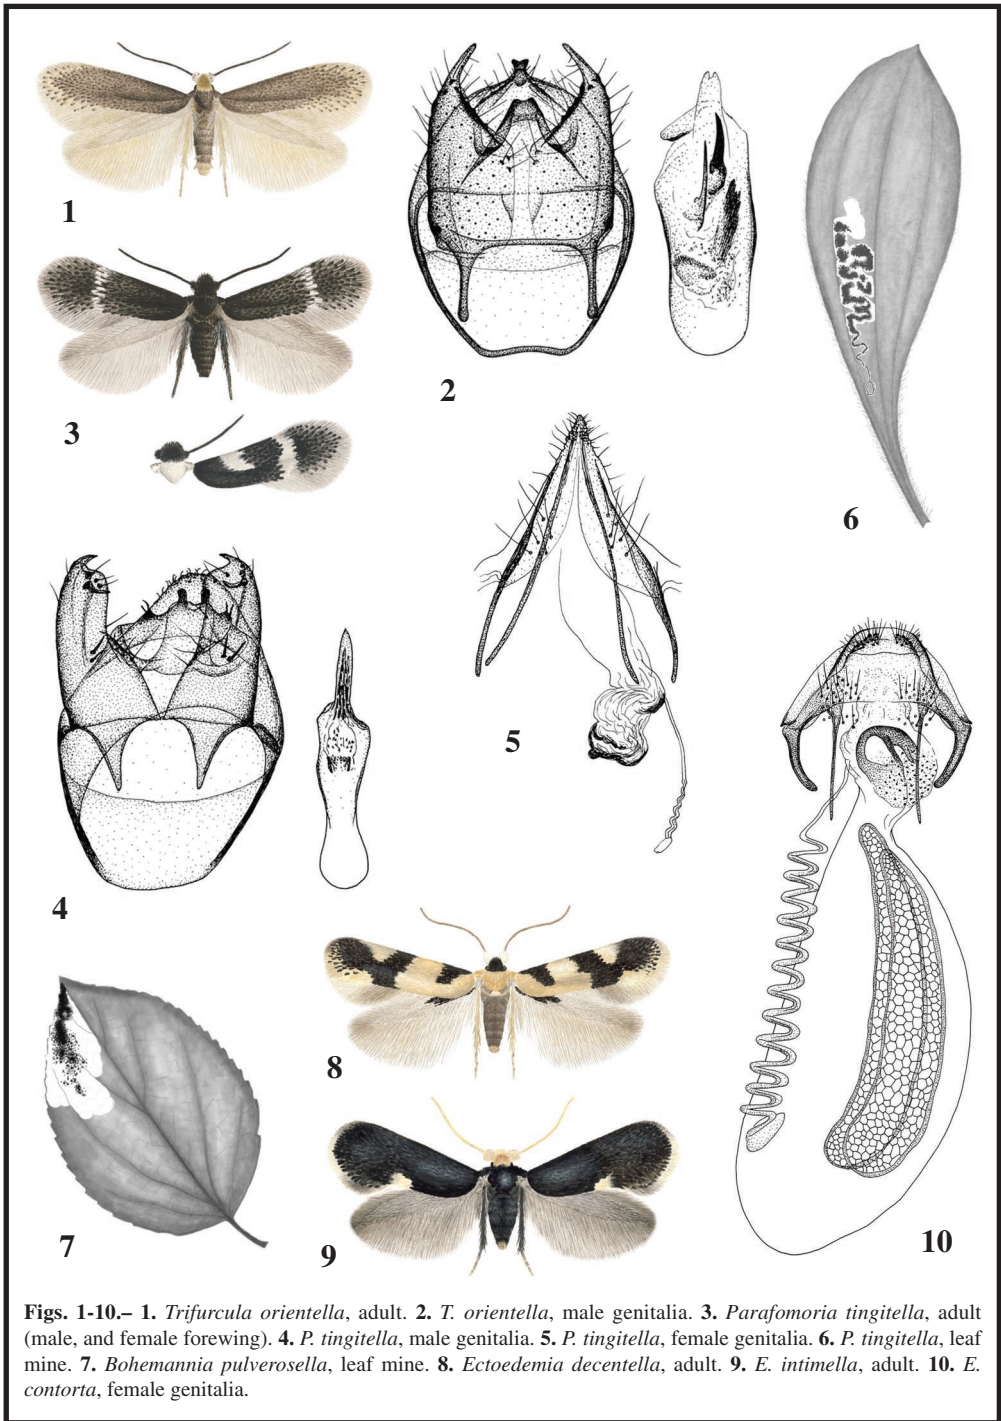 1
2
3
4
5
6
7
8
9
10
Figs. 1-10.– 1. Trifurcula orientella, adult. 2. T. orientella, male genitalia. 3. Parafomoria tingitella, adult
(male, and female forewing). 4. P. tingitella, male genitalia. 5. P. tingitella, female genitalia. 6. P. tingitella, leaf
mine. 7. Bohemannia pulverosella, leaf mine. 8. Ectoedemia decentella, adult. 9. E. intimella, adult. 10. E.
contorta, female genitalia.